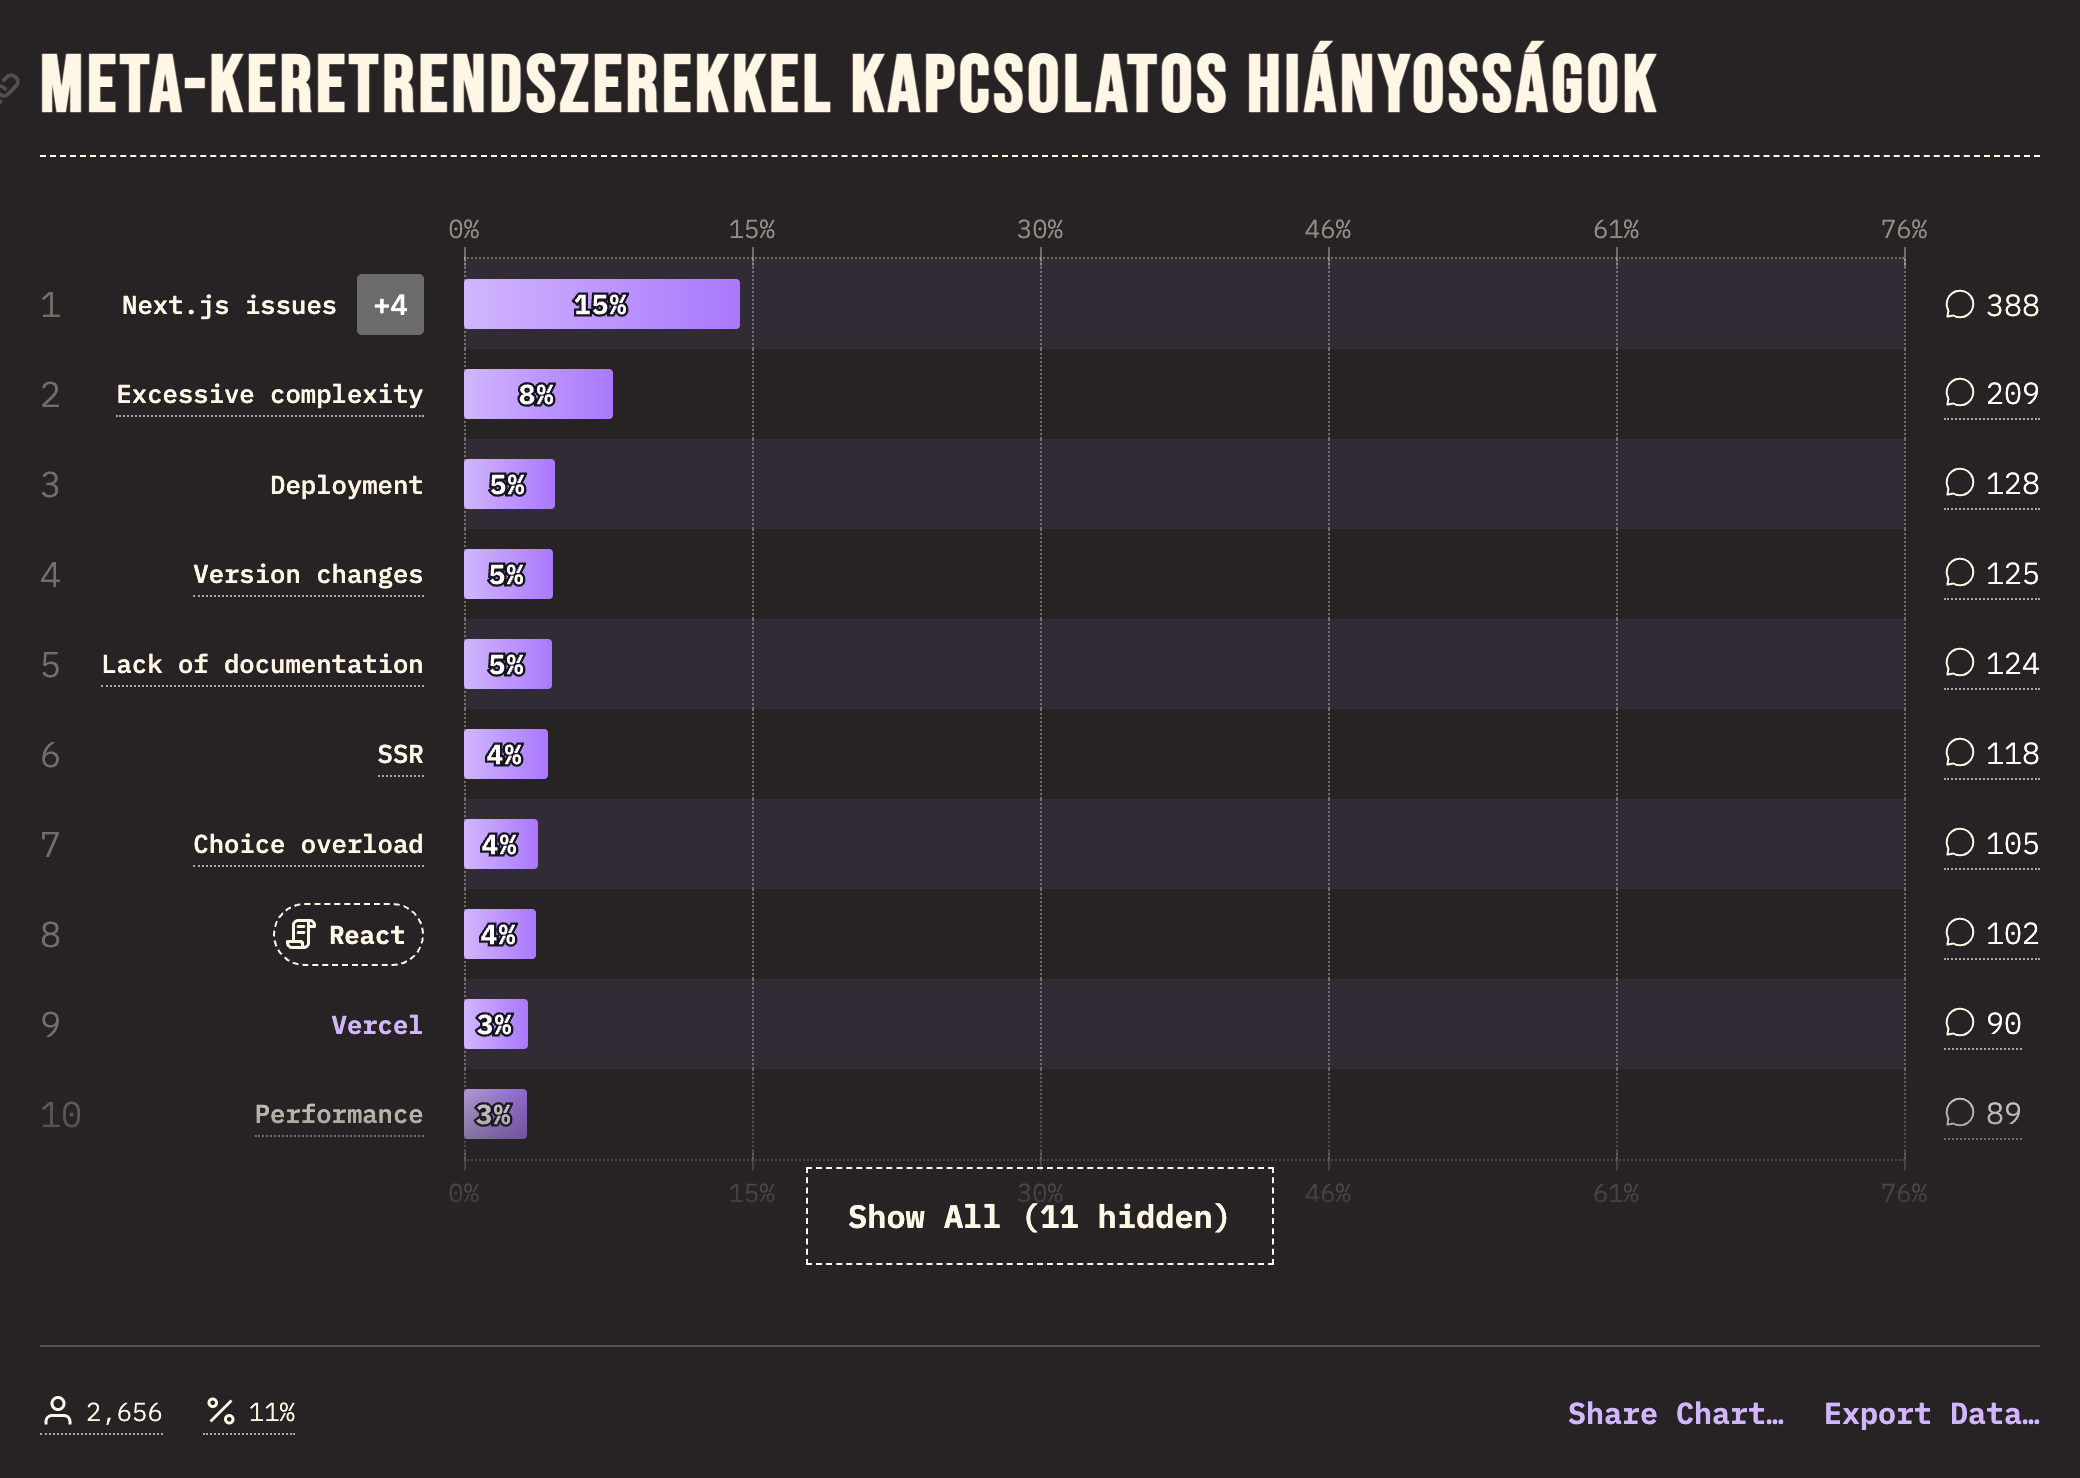 META-KERETRENDSZEREKKEL KAPCSOLATOS HIÁNYOSSÁGOK
0% 15% 30% 46% 61% 76%
1 Next.js issues +4 15% 388
2 Excessive complexity 8% 209
3 Deployment 5% 128
4 Version changes 5% 125
5 Lack of documentation 5% 124
6 SSR 4% 118
7 Choice overload 4% 105
8 React 4% 102
9 Vercel 3% 90
10 Performance 3% 89
0% 15% 30% 46% 61% 76%
Show All (11 hidden)
2,656 11% Share Chart… Export Data…